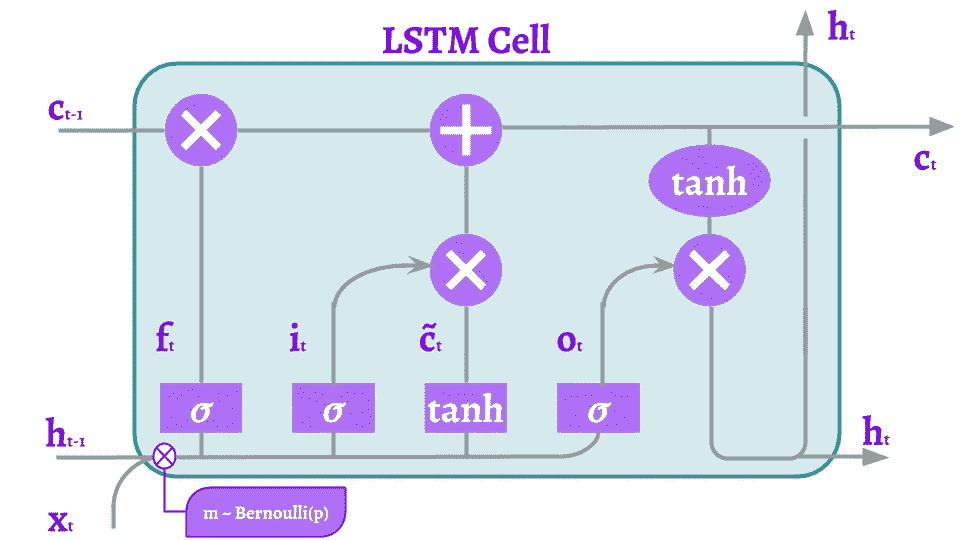 LSTM Cell
hₜ
cₜ₋₁
cₜ
tanh
fₜ
iₜ
c̃ₜ
oₜ
σ
σ
tanh
σ
hₜ₋₁
hₜ
xₜ
m ~ Bernoulli(p)